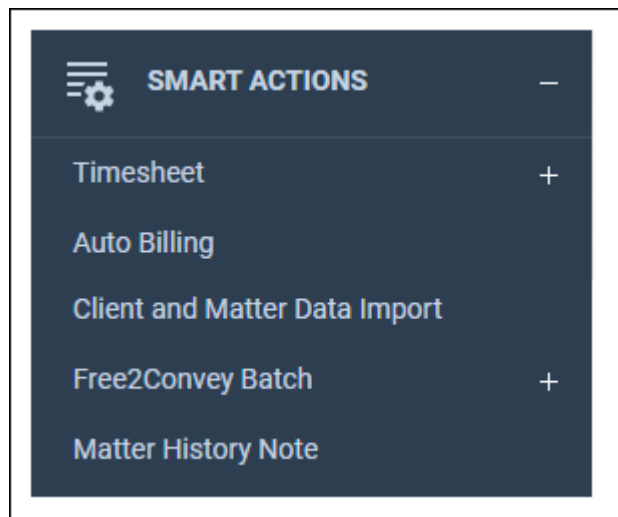 SMART ACTIONS –
Timesheet +
Auto Billing
Client and Matter Data Import
Free2Convey Batch +
Matter History Note